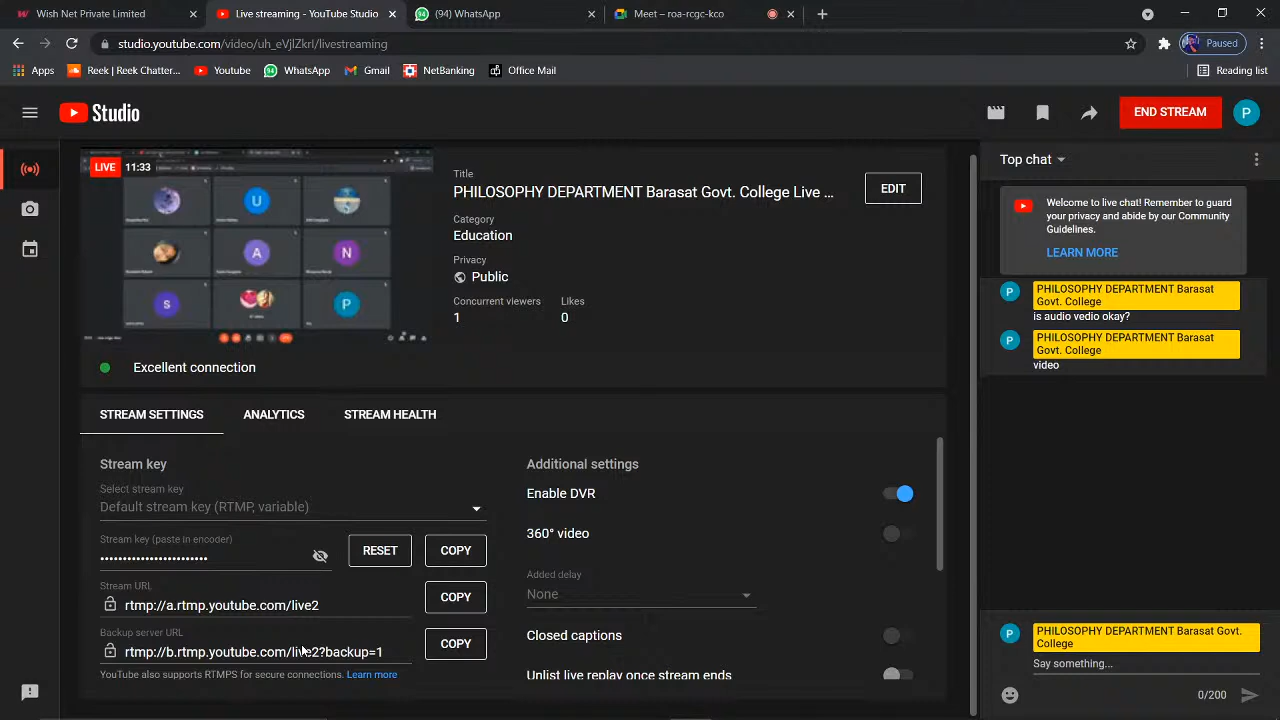 Wish Net Private Limited
Live streaming - YouTube Studio
(94) WhatsApp
Meet – roa-rcgc-kco
studio.youtube.com/video/uh_eVjlZkrI/livestreaming
Paused
Apps
Reek | Reek Chatter...
Youtube
WhatsApp
Gmail
NetBanking
Office Mail
Reading list
Studio
END STREAM
P
LIVE 11:33
U
A
N
S
P
Title
PHILOSOPHY DEPARTMENT Barasat Govt. College Live ...
EDIT
Category
Education
Privacy
Public
Concurrent viewers
Likes
1
0
Excellent connection
STREAM SETTINGS
ANALYTICS
STREAM HEALTH
Stream key
Select stream key
Default stream key (RTMP, variable)
Stream key (paste in encoder)
••••••••••••••••••••••••
RESET
COPY
Stream URL
rtmp://a.rtmp.youtube.com/live2
COPY
Backup server URL
rtmp://b.rtmp.youtube.com/live2?backup=1
COPY
YouTube also supports RTMPS for secure connections. Learn more
Additional settings
Enable DVR
360° video
Added delay
None
Closed captions
Unlist live replay once stream ends
Top chat
Welcome to live chat! Remember to guard
your privacy and abide by our Community
Guidelines.
LEARN MORE
P
PHILOSOPHY DEPARTMENT Barasat
Govt. College
is audio vedio okay?
P
PHILOSOPHY DEPARTMENT Barasat
Govt. College
video
P
PHILOSOPHY DEPARTMENT Barasat Govt.
College
Say something...
0/200